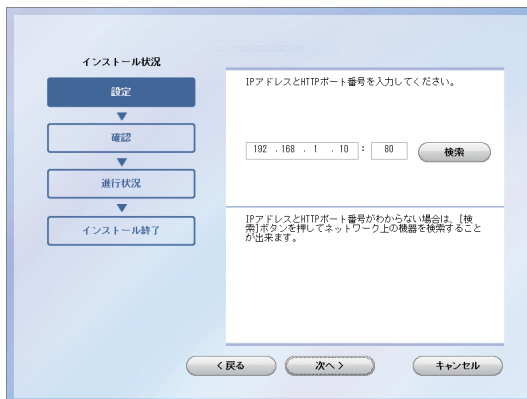 インストール状況
設定
確認
進行状況
インストール終了
IPアドレスとHTTPポート番号を入力してください。
192 . 168 . 1 . 10 : 80 検索
IPアドレスとHTTPポート番号がわからない場合は、[検
索]ボタンを押してネットワーク上の機器を検索すること
が出来ます。
< 戻る 次へ > キャンセル